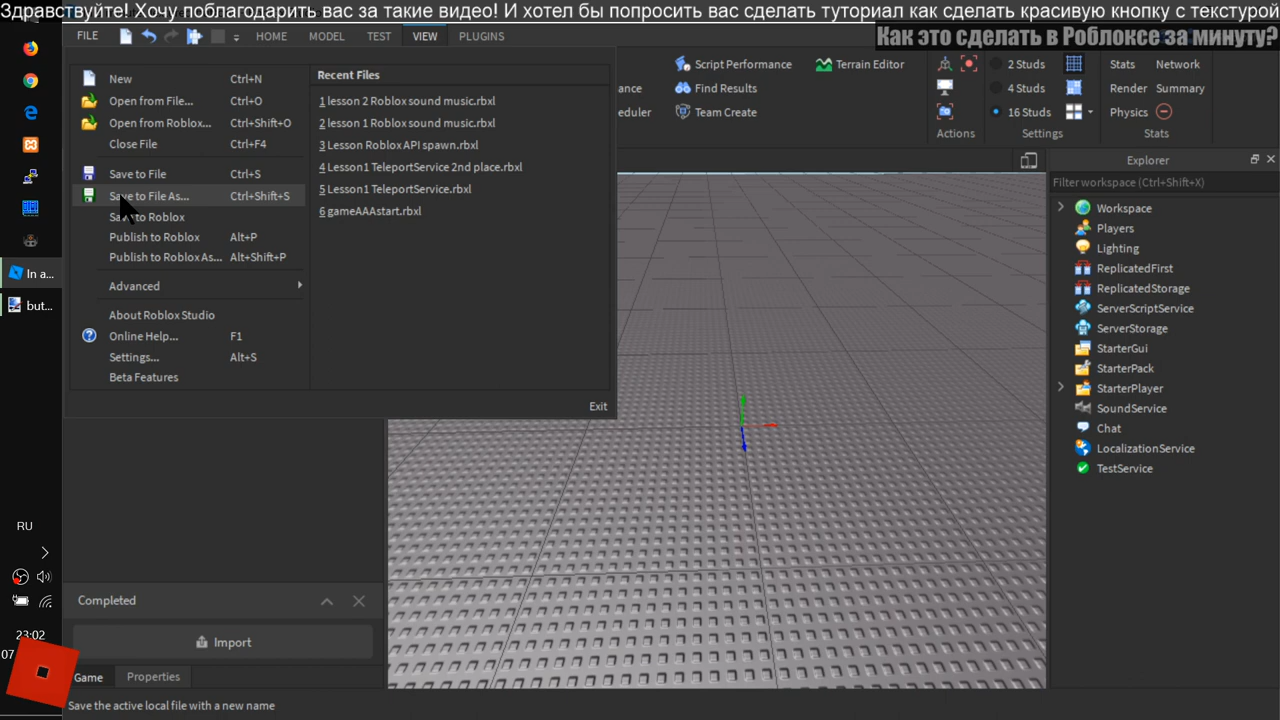 Здравствуйте! Хочу поблагодарить вас за такие видео! И хотел бы попросить вас сделать туториал как сделать красивую кнопку с текстурой
Как это сделать в Роблоксе за минуту?
FILE HOME MODEL TEST VIEW PLUGINS
New Ctrl+N
Open from File... Ctrl+O
Open from Roblox... Ctrl+Shift+O
Close File Ctrl+F4
Save to File Ctrl+S
Save to File As... Ctrl+Shift+S
to Roblox
Publish to Roblox Alt+P
Publish to Roblox As... Alt+Shift+P
Advanced
About Roblox Studio
Online Help... F1
Settings... Alt+S
Beta Features
Recent Files
1 lesson 2 Roblox sound music.rbxl
2 lesson 1 Roblox sound music.rbxl
3 Lesson Roblox API spawn.rbxl
4 Lesson1 TeleportService 2nd place.rbxl
5 Lesson1 TeleportService.rbxl
6 gameAAAstart.rbxl
Exit
Script Performance Terrain Editor
Find Results
Team Create
2 Studs
4 Studs
16 Studs
Stats Network
Render Summary
Physics
Actions Settings Stats
Explorer
Filter workspace (Ctrl+Shift+X)
Workspace
Players
Lighting
ReplicatedFirst
ReplicatedStorage
ServerScriptService
ServerStorage
StarterGui
StarterPack
StarterPlayer
SoundService
Chat
LocalizationService
TestService
In a...
but...
RU
23:02
07
Completed
Import
Game Properties
Save the active local file with a new name